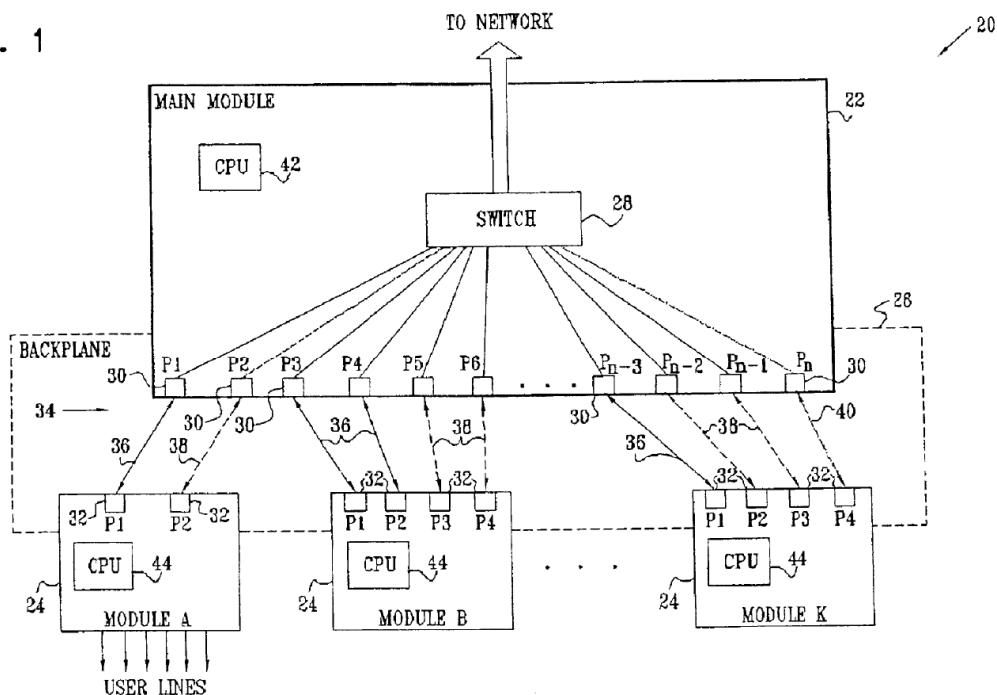 . 1
TO NETWORK
20
MAIN MODULE
22
CPU
42
SWITCH
28
26
BACKPLANE
P1 P2 P3 P4 P5 P6 . . . Pn-3 Pn-2 Pn-1 Pn
30 30 30 30 30
34
36 38 36 38 36 38 40
32 32 32 32 32 32
P1 P2 P1 P2 P3 P4 P1 P2 P3 P4
CPU 44 CPU 44 CPU 44
24 24 24
. . .
MODULE A MODULE B MODULE K
USER LINES